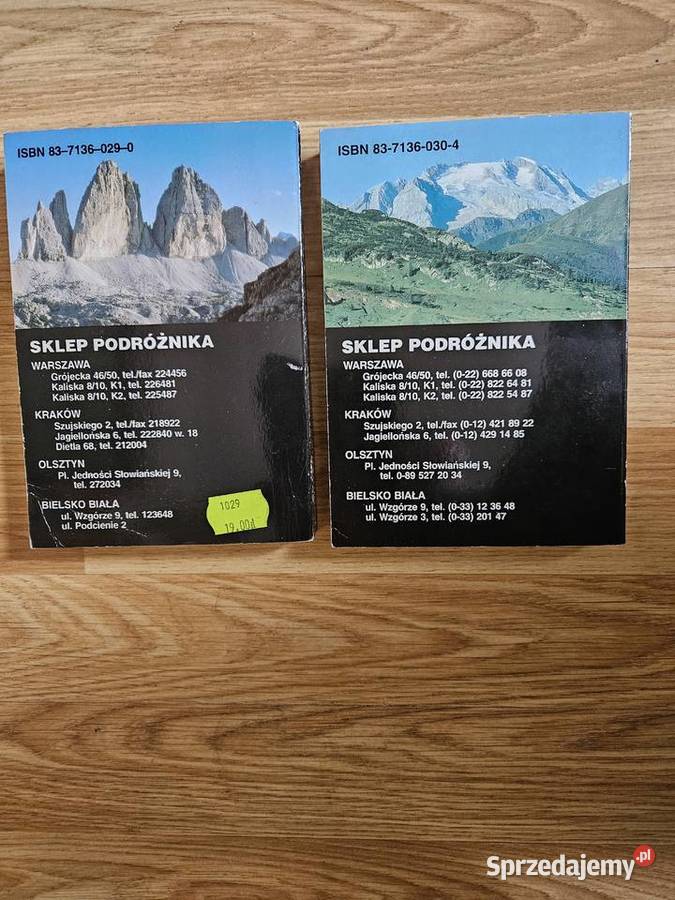 ISBN 83–7136–029–0
SKLEP PODRÓŻNIKA
WARSZAWA
Grójecka 46/50, tel./fax 224456
Kaliska 8/10, K1, tel. 226481
Kaliska 8/10, K2, tel. 225487
KRAKÓW
Szujskiego 2, tel./fax 218922
Jagiellońska 6, tel. 222840 w. 18
Dietla 68, tel. 212004
OLSZTYN
Pl. Jedności Słowiańskiej 9,
tel. 272034
BIELSKO BIAŁA
ul. Wzgórze 9, tel. 123648
ul. Podcienie 2
1029
19.00zł
ISBN 83-7136-030-4
SKLEP PODRÓŻNIKA
WARSZAWA
Grójecka 46/50, tel. (0-22) 668 66 08
Kaliska 8/10, K1, tel. (0-22) 822 64 81
Kaliska 8/10, K2, tel. (0-22) 822 54 87
KRAKÓW
Szujskiego 2, tel./fax (0-12) 421 89 22
Jagiellońska 6, tel. (0-12) 429 14 85
OLSZTYN
Pl. Jedności Słowiańskiej 9,
tel. 0-89 527 20 34
BIELSKO BIAŁA
ul. Wzgórze 9, tel. (0-33) 12 36 48
ul. Wzgórze 3, tel. (0-33) 201 47
Sprzedajemy.pl